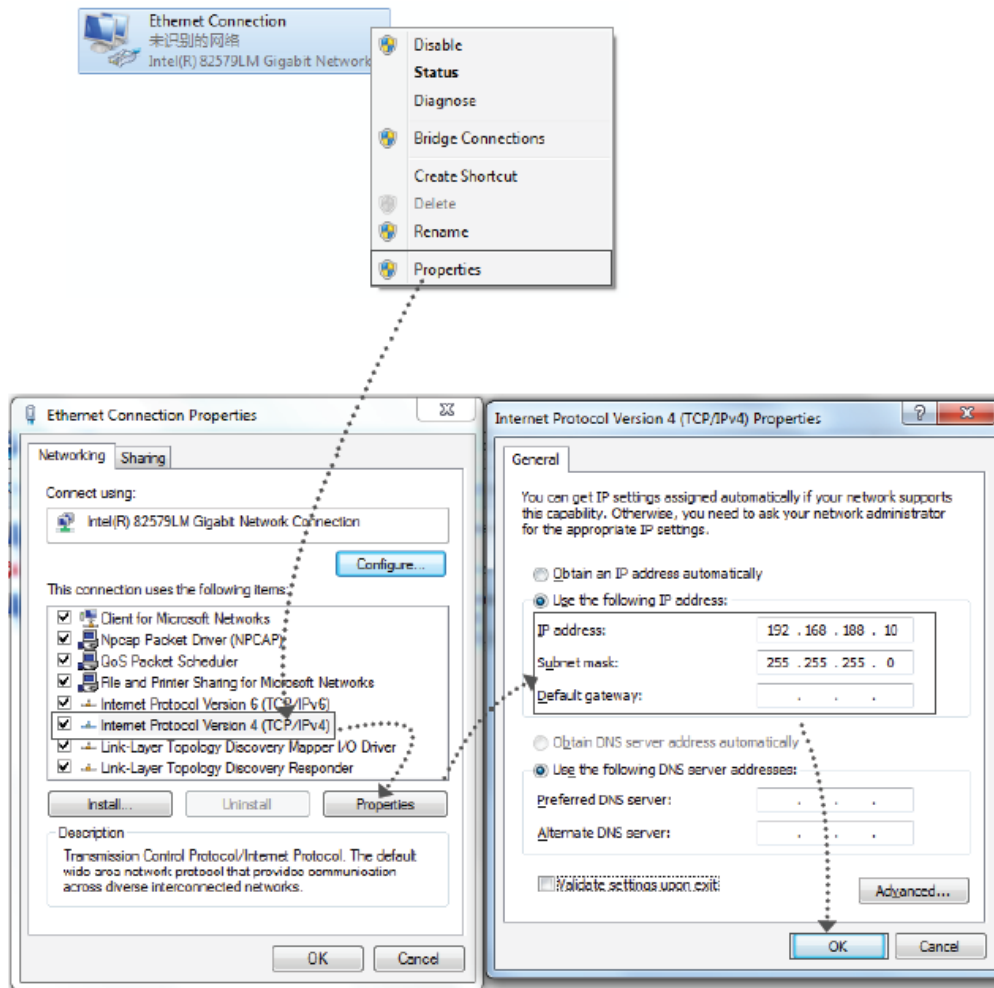 Ethernet Connection
未识别的网络
Intel(R) 82579LM Gigabit Network
Disable
Status
Diagnose
Bridge Connections
Create Shortcut
Delete
Rename
Properties
Ethernet Connection Properties
Networking
Sharing
Connect using:
Intel(R) 82579LM Gigabit Network Connection
Configure...
This connection uses the following items:
Client for Microsoft Networks
Npcap Packet Driver (NPCAP)
QoS Packet Scheduler
File and Printer Sharing for Microsoft Networks
Internet Protocol Version 6 (TCP/IPv6)
Internet Protocol Version 4 (TCP/IPv4)
Link-Layer Topology Discovery Mapper I/O Driver
Link-Layer Topology Discovery Responder
Install...
Uninstall
Properties
Description
Transmission Control Protocol/Internet Protocol. The default
wide area network protocol that provides communication
across diverse interconnected networks.
OK
Cancel
Internet Protocol Version 4 (TCP/IPv4) Properties
General
You can get IP settings assigned automatically if your network supports
this capability. Otherwise, you need to ask your network administrator
for the appropriate IP settings.
Obtain an IP address automatically
Use the following IP address:
IP address: 192 . 168 . 188 . 10
Subnet mask: 255 . 255 . 255 . 0
Default gateway: . . .
Obtain DNS server address automatically
Use the following DNS server addresses:
Preferred DNS server: . . .
Alternate DNS server: . . .
Validate settings upon exit
Advanced...
OK
Cancel